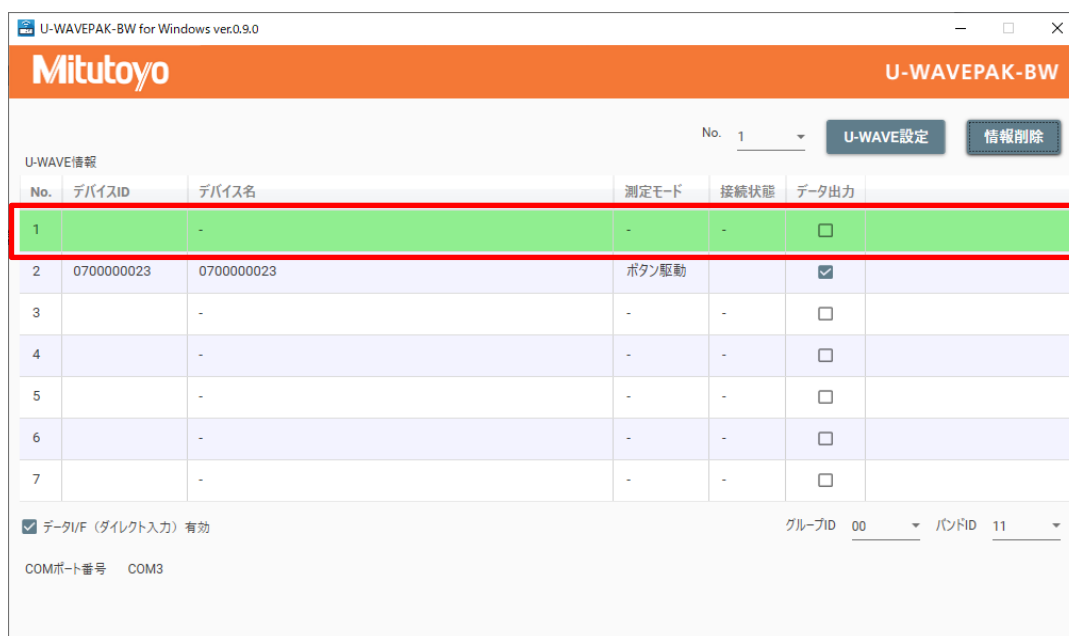 U-WAVEPAK-BW for Windows ver.0.9.0
Mitutoyo U-WAVEPAK-BW
No. 1 U-WAVE設定 情報削除
U-WAVE情報
No. デバイスID デバイス名 測定モード 接続状態 データ出力
1 - - -
2 0700000023 0700000023 ボタン駆動
3 - - -
4 - - -
5 - - -
6 - - -
7 - - -
データI/F（ダイレクト入力）有効 グループID 00 バンドID 11
COMポート番号 COM3